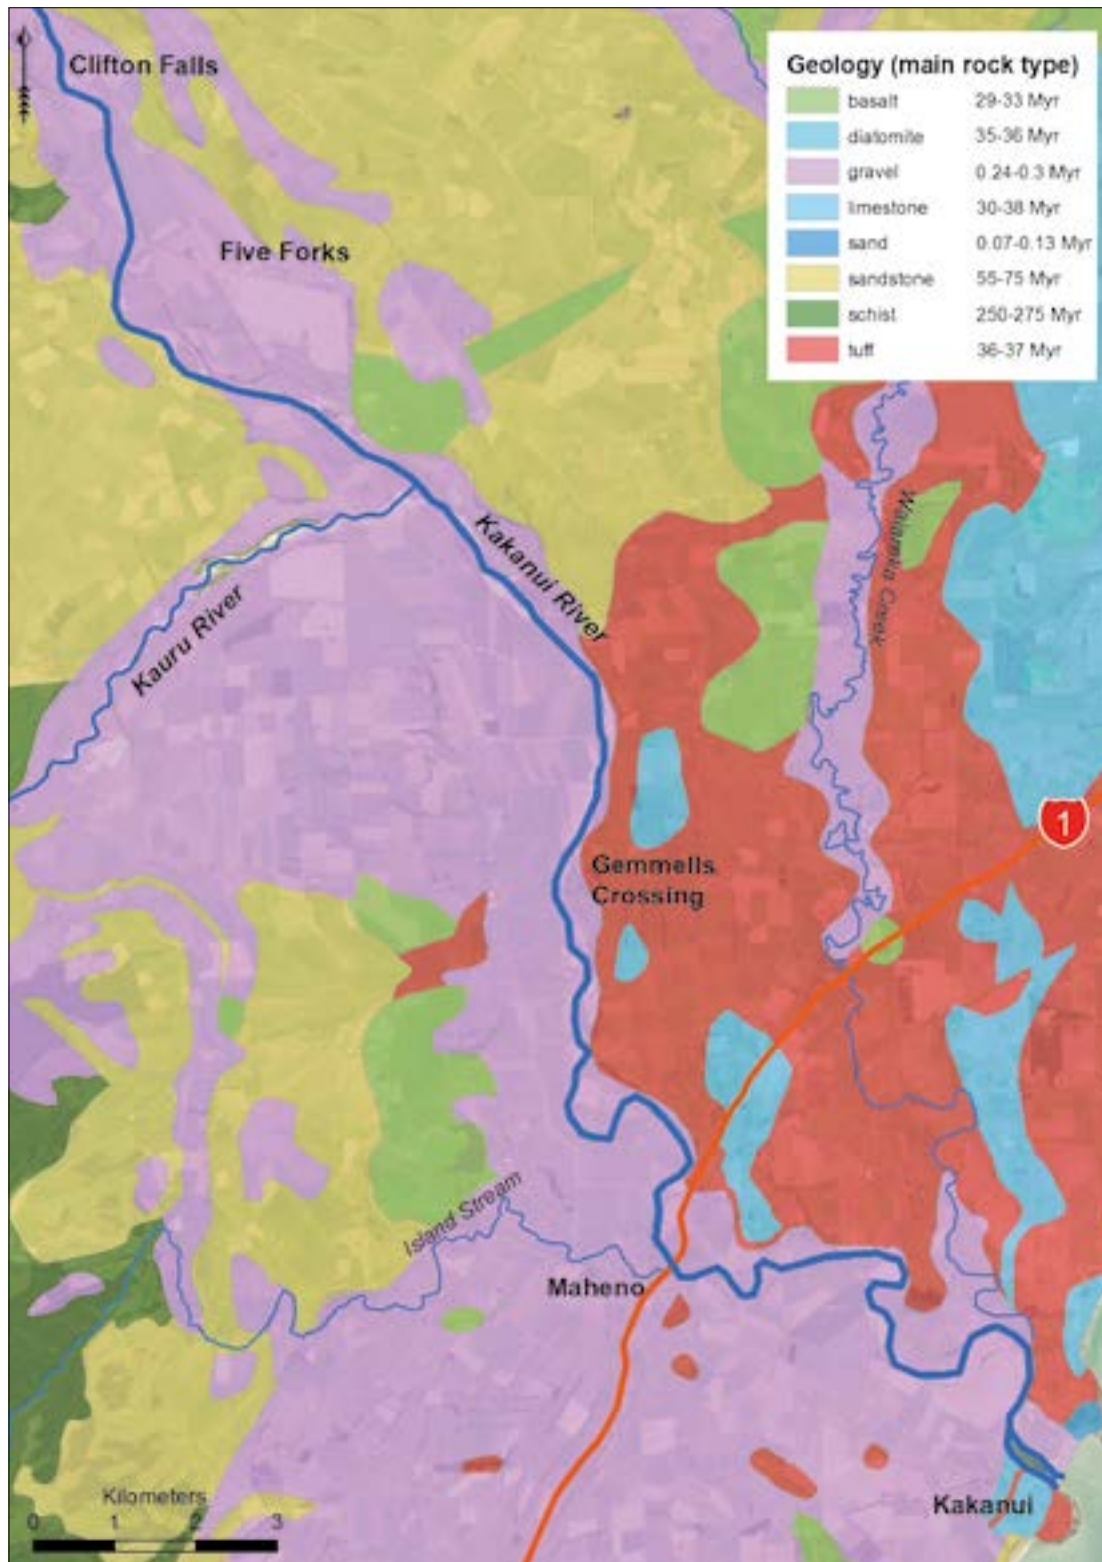 Clifton Falls
Geology (main rock type)
basalt 29-33 Myr
diatomite 35-36 Myr
gravel 0.24-0.3 Myr
limestone 30-38 Myr
sand 0.07-0.13 Myr
sandstone 55-75 Myr
schist 250-275 Myr
tuff 36-37 Myr
Five Forks
Kakanui River
Waiareka Creek
Kauru River
1
Gemmells
Crossing
Island Stream
Maheno
Kilometers
0 1 2 3
Kakanui